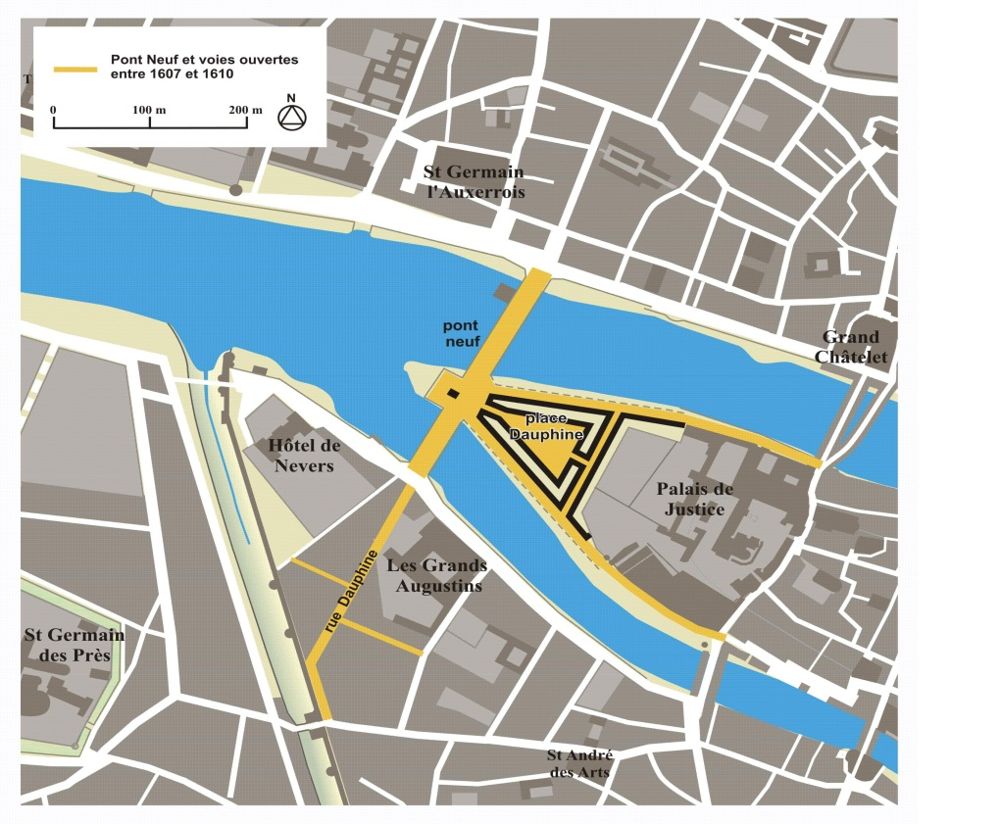 Pont Neuf et voies ouvertes
entre 1607 et 1610
T
0 100 m 200 m
N
St Germain
l'Auxerrois
pont
neuf
Grand
Châtelet
place
Dauphine
Hôtel de
Nevers
Palais de
Justice
Les Grands
Augustins
rue Dauphine
St Germain
des Près
St André
des Arts